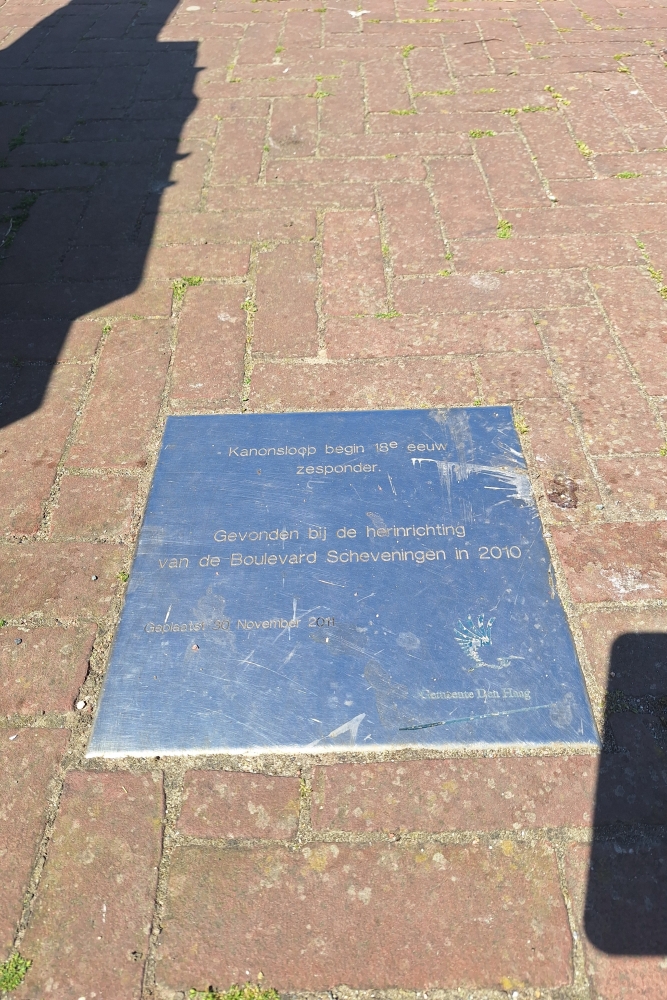 Kanonsloop begin 18e eeuw
zesponder.
Gevonden bij de herinrichting
van de Boulevard Scheveningen in 2010
Geplaatst 30 November 2011
Gemeente Den Haag